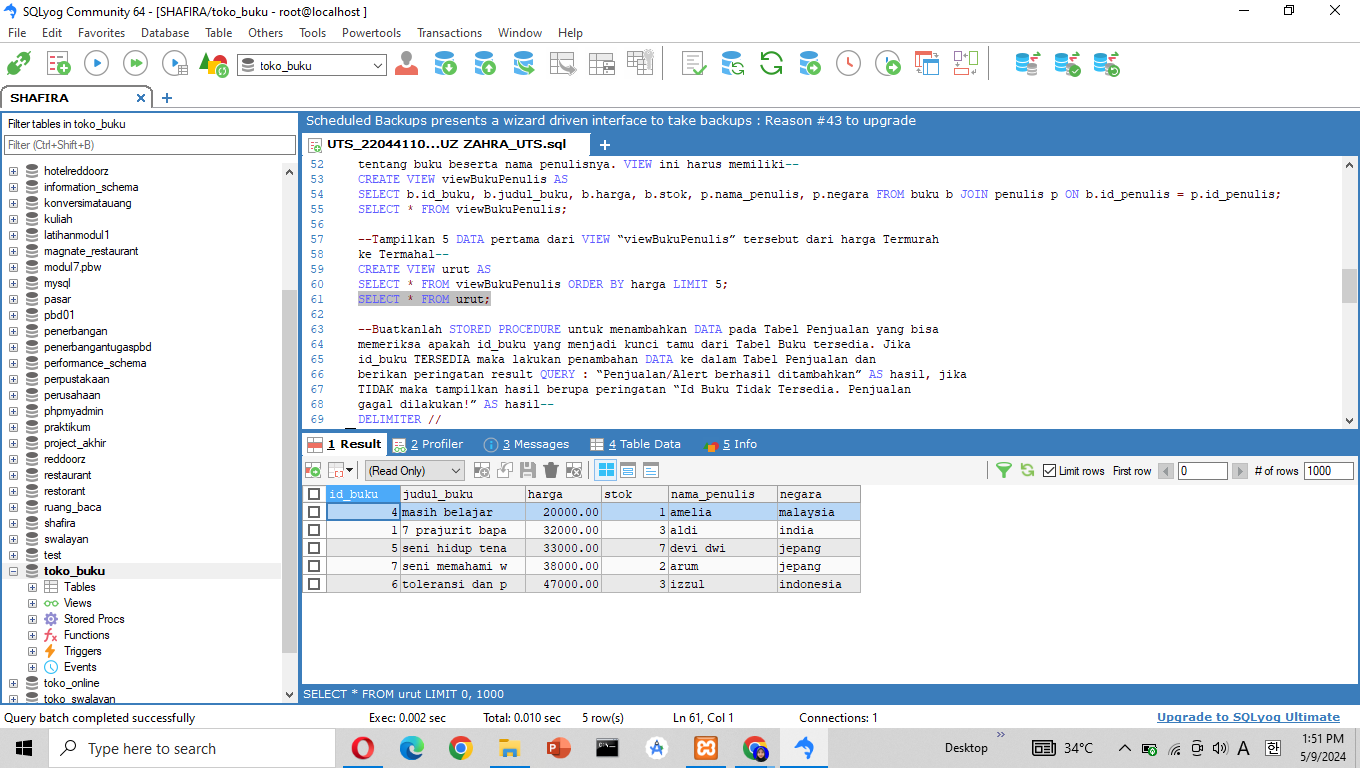 SQLyog Community 64 - [SHAFIRA/toko_buku - root@localhost ]
File Edit Favorites Database Table Others Tools Powertools Transactions Window Help
toko_buku
SHAFIRA
Filter tables in toko_buku
Filter (Ctrl+Shift+B)
hotelreddoorz
information_schema
konversimatauang
kuliah
latihanmodul1
magnate_restaurant
modul7.pbw
mysql
pasar
pbd01
penerbangan
penerbangantugaspbd
performance_schema
perpustakaan
perusahaan
phpmyadmin
praktikum
project_akhir
reddoorz
restaurant
restorant
ruang_baca
shafira
swalayan
test
toko_buku
Tables
Views
Stored Procs
Functions
Triggers
Events
toko_online
toko_swalayan
Scheduled Backups presents a wizard driven interface to take backups : Reason #43 to upgrade
UTS_22044110...UZ ZAHRA_UTS.sql
52 tentang buku beserta nama penulisnya. VIEW ini harus memiliki--
53 CREATE VIEW viewBukuPenulis AS
54 SELECT b.id_buku, b.judul_buku, b.harga, b.stok, p.nama_penulis, p.negara FROM buku b JOIN penulis p ON b.id_penulis = p.id_penulis;
55 SELECT * FROM viewBukuPenulis;
56
57 --Tampilkan 5 DATA pertama dari VIEW “viewBukuPenulis” tersebut dari harga Termurah
58 ke Termahal--
59 CREATE VIEW urut AS
60 SELECT * FROM viewBukuPenulis ORDER BY harga LIMIT 5;
61 SELECT * FROM urut;
62
63 --Buatkanlah STORED PROCEDURE untuk menambahkan DATA pada Tabel Penjualan yang bisa
64 memeriksa apakah id_buku yang menjadi kunci tamu dari Tabel Buku tersedia. Jika
65 id_buku TERSEDIA maka lakukan penambahan DATA ke dalam Tabel Penjualan dan
66 berikan peringatan result QUERY : “Penjualan/Alert berhasil ditambahkan” AS hasil, jika
67 TIDAK maka tampilkan hasil berupa peringatan “Id Buku Tidak Tersedia. Penjualan
68 gagal dilakukan!” AS hasil--
69 DELIMITER //
1 Result 2 Profiler 3 Messages 4 Table Data 5 Info
(Read Only) Limit rows First row 0 # of rows 1000
id_buku judul_buku harga stok nama_penulis negara
4 masih belajar 20000.00 1 amelia malaysia
1 7 prajurit bapa 32000.00 3 aldi india
5 seni hidup tena 33000.00 7 devi dwi jepang
7 seni memahami w 38000.00 2 arum jepang
6 toleransi dan p 47000.00 3 izzul indonesia
SELECT * FROM urut LIMIT 0, 1000
Query batch completed successfully Exec: 0.002 sec Total: 0.010 sec 5 row(s) Ln 61, Col 1 Connections: 1 Upgrade to SQLyog Ultimate
Type here to search
Desktop
34°C
A
한
1:51 PM
5/9/2024